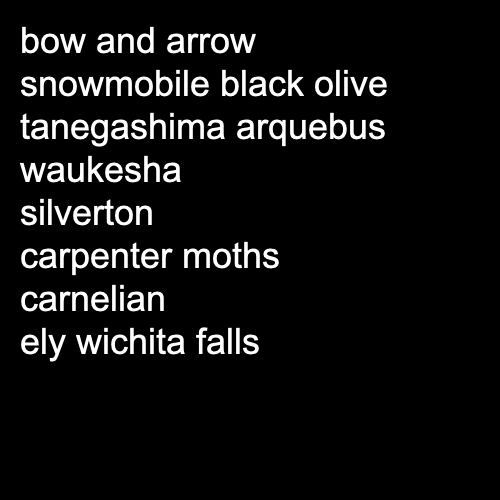 bow and arrow
snowmobile black olive
tanegashima arquebus
waukesha
silverton
carpenter moths
carnelian
ely wichita falls